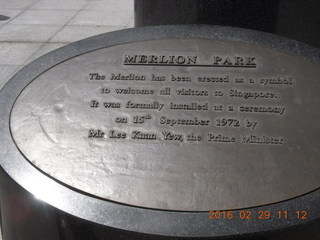 MERLION PARK
The Merlion has been erected as a symbol
to welcome all visitors to Singapore.
It was formally installed at a ceremony
on 15th September 1972 by
Mr Lee Kuan Yew, the Prime Minister
2016 02 29 11 12